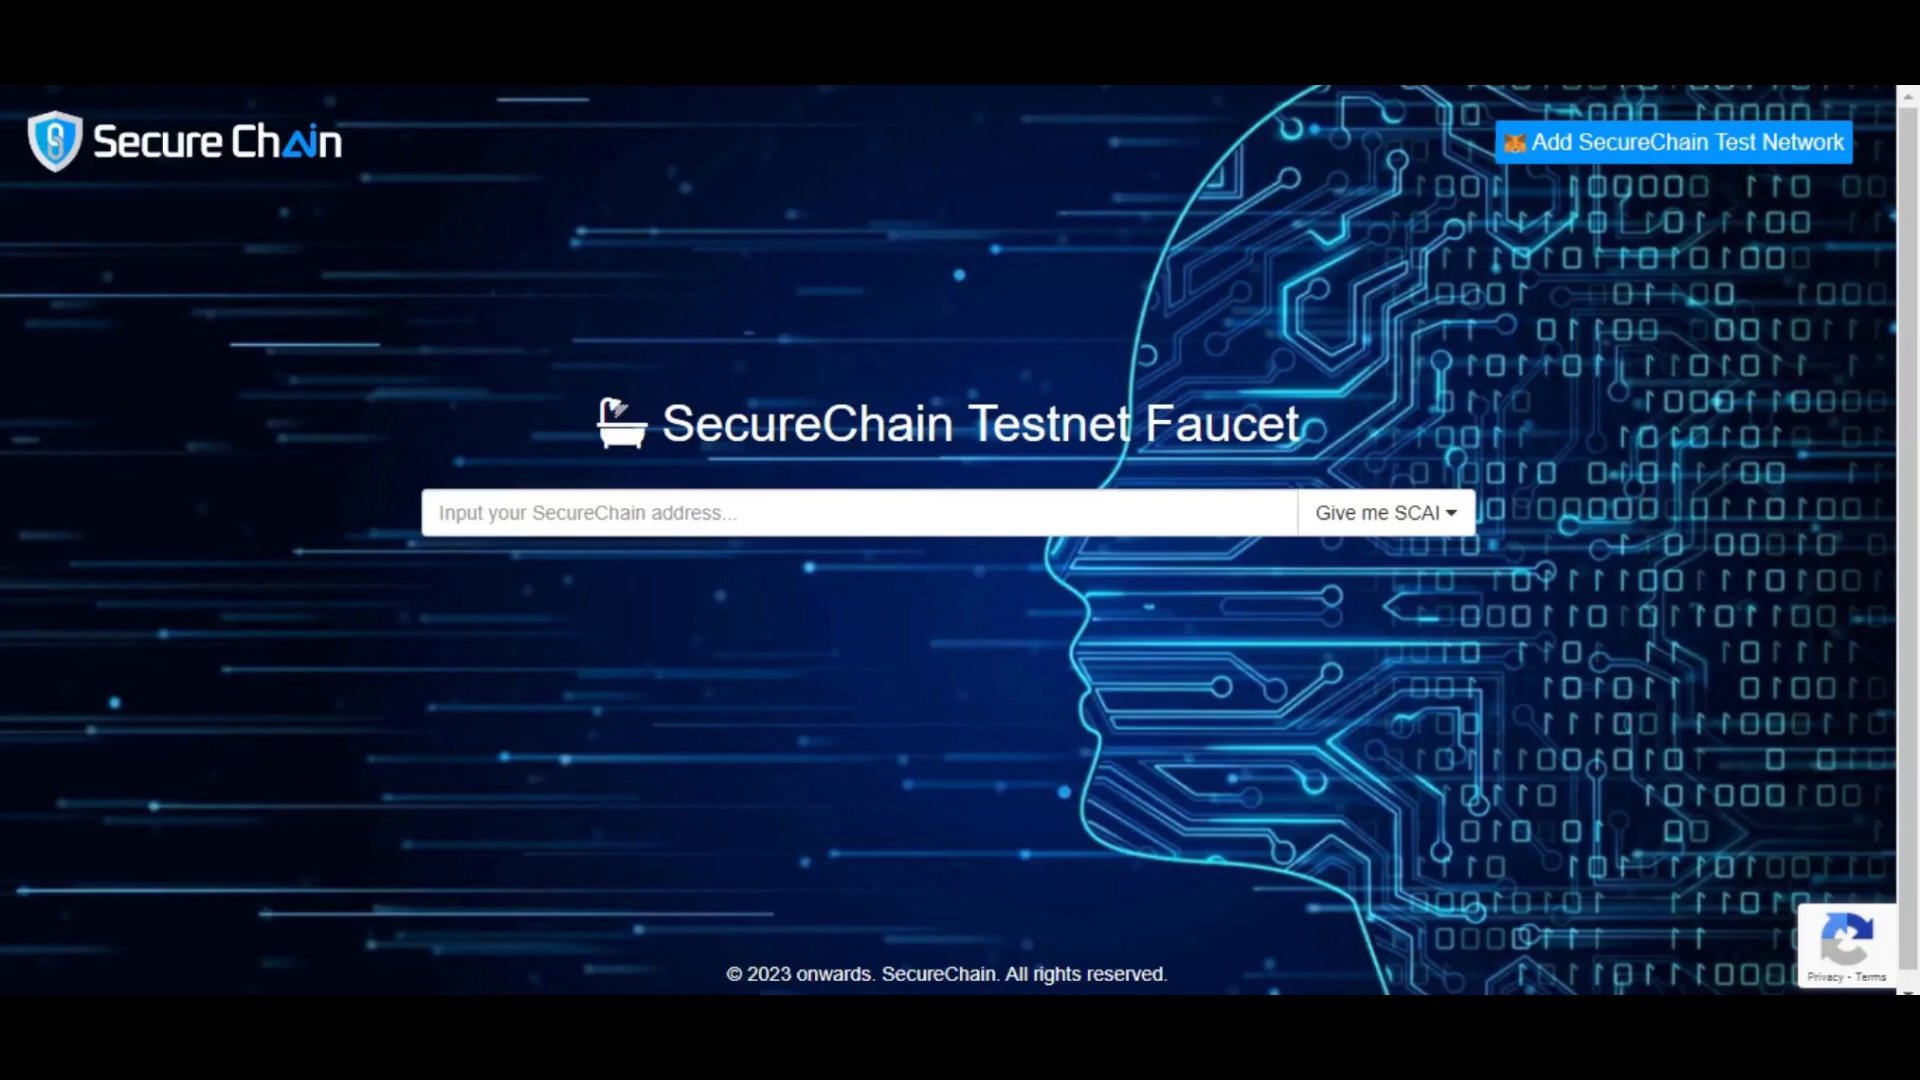 Secure Chain
Add SecureChain Test Network
SecureChain Testnet Faucet
Input your SecureChain address...
Give me SCAI
© 2023 onwards. SecureChain. All rights reserved.
Privacy - Terms